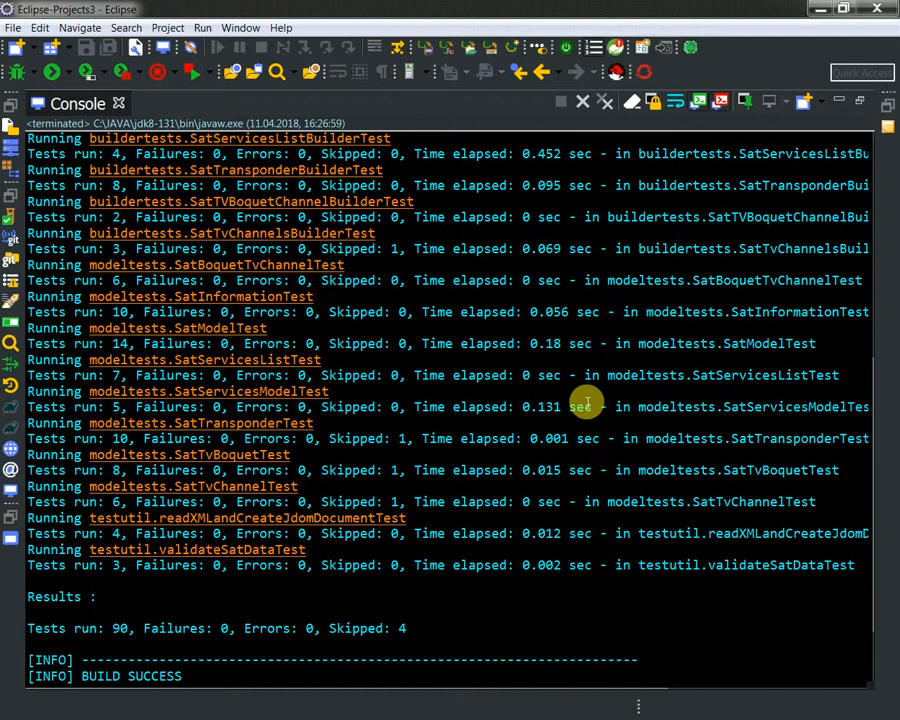 Eclipse-Projects3 - Eclipse
File Edit Navigate Search Project Run Window Help
Quick Access
Console
<terminated> C:\JAVA\jdk8-131\bin\javaw.exe (11.04.2018, 16:26:59)
Running buildertests.SatServicesListBuilderTest
Tests run: 4, Failures: 0, Errors: 0, Skipped: 0, Time elapsed: 0.452 sec - in buildertests.SatServicesListBu
Running buildertests.SatTransponderBuilderTest
Tests run: 8, Failures: 0, Errors: 0, Skipped: 0, Time elapsed: 0.095 sec - in buildertests.SatTransponderBui
Running buildertests.SatTVBoquetChannelBuilderTest
Tests run: 2, Failures: 0, Errors: 0, Skipped: 0, Time elapsed: 0 sec - in buildertests.SatTVBoquetChannelBui
Running buildertests.SatTvChannelsBuilderTest
Tests run: 3, Failures: 0, Errors: 0, Skipped: 1, Time elapsed: 0.069 sec - in buildertests.SatTvChannelsBuil
Running modeltests.SatBoquetTvChannelTest
Tests run: 6, Failures: 0, Errors: 0, Skipped: 0, Time elapsed: 0 sec - in modeltests.SatBoquetTvChannelTest
Running modeltests.SatInformationTest
Tests run: 10, Failures: 0, Errors: 0, Skipped: 0, Time elapsed: 0.056 sec - in modeltests.SatInformationTest
Running modeltests.SatModelTest
Tests run: 14, Failures: 0, Errors: 0, Skipped: 0, Time elapsed: 0.18 sec - in modeltests.SatModelTest
Running modeltests.SatServicesListTest
Tests run: 7, Failures: 0, Errors: 0, Skipped: 0, Time elapsed: 0 sec - in modeltests.SatServicesListTest
Running modeltests.SatServicesModelTest
Tests run: 5, Failures: 0, Errors: 0, Skipped: 0, Time elapsed: 0.131 sec - in modeltests.SatServicesModelTes
Running modeltests.SatTransponderTest
Tests run: 10, Failures: 0, Errors: 0, Skipped: 1, Time elapsed: 0.001 sec - in modeltests.SatTransponderTest
Running modeltests.SatTvBoquetTest
Tests run: 8, Failures: 0, Errors: 0, Skipped: 1, Time elapsed: 0.015 sec - in modeltests.SatTvBoquetTest
Running modeltests.SatTvChannelTest
Tests run: 6, Failures: 0, Errors: 0, Skipped: 1, Time elapsed: 0 sec - in modeltests.SatTvChannelTest
Running testutil.readXMLandCreateJdomDocumentTest
Tests run: 4, Failures: 0, Errors: 0, Skipped: 0, Time elapsed: 0.012 sec - in testutil.readXMLandCreateJdomD
Running testutil.validateSatDataTest
Tests run: 3, Failures: 0, Errors: 0, Skipped: 0, Time elapsed: 0.002 sec - in testutil.validateSatDataTest
Results :
Tests run: 90, Failures: 0, Errors: 0, Skipped: 4
[INFO] ------------------------------------------------------------------------
[INFO] BUILD SUCCESS